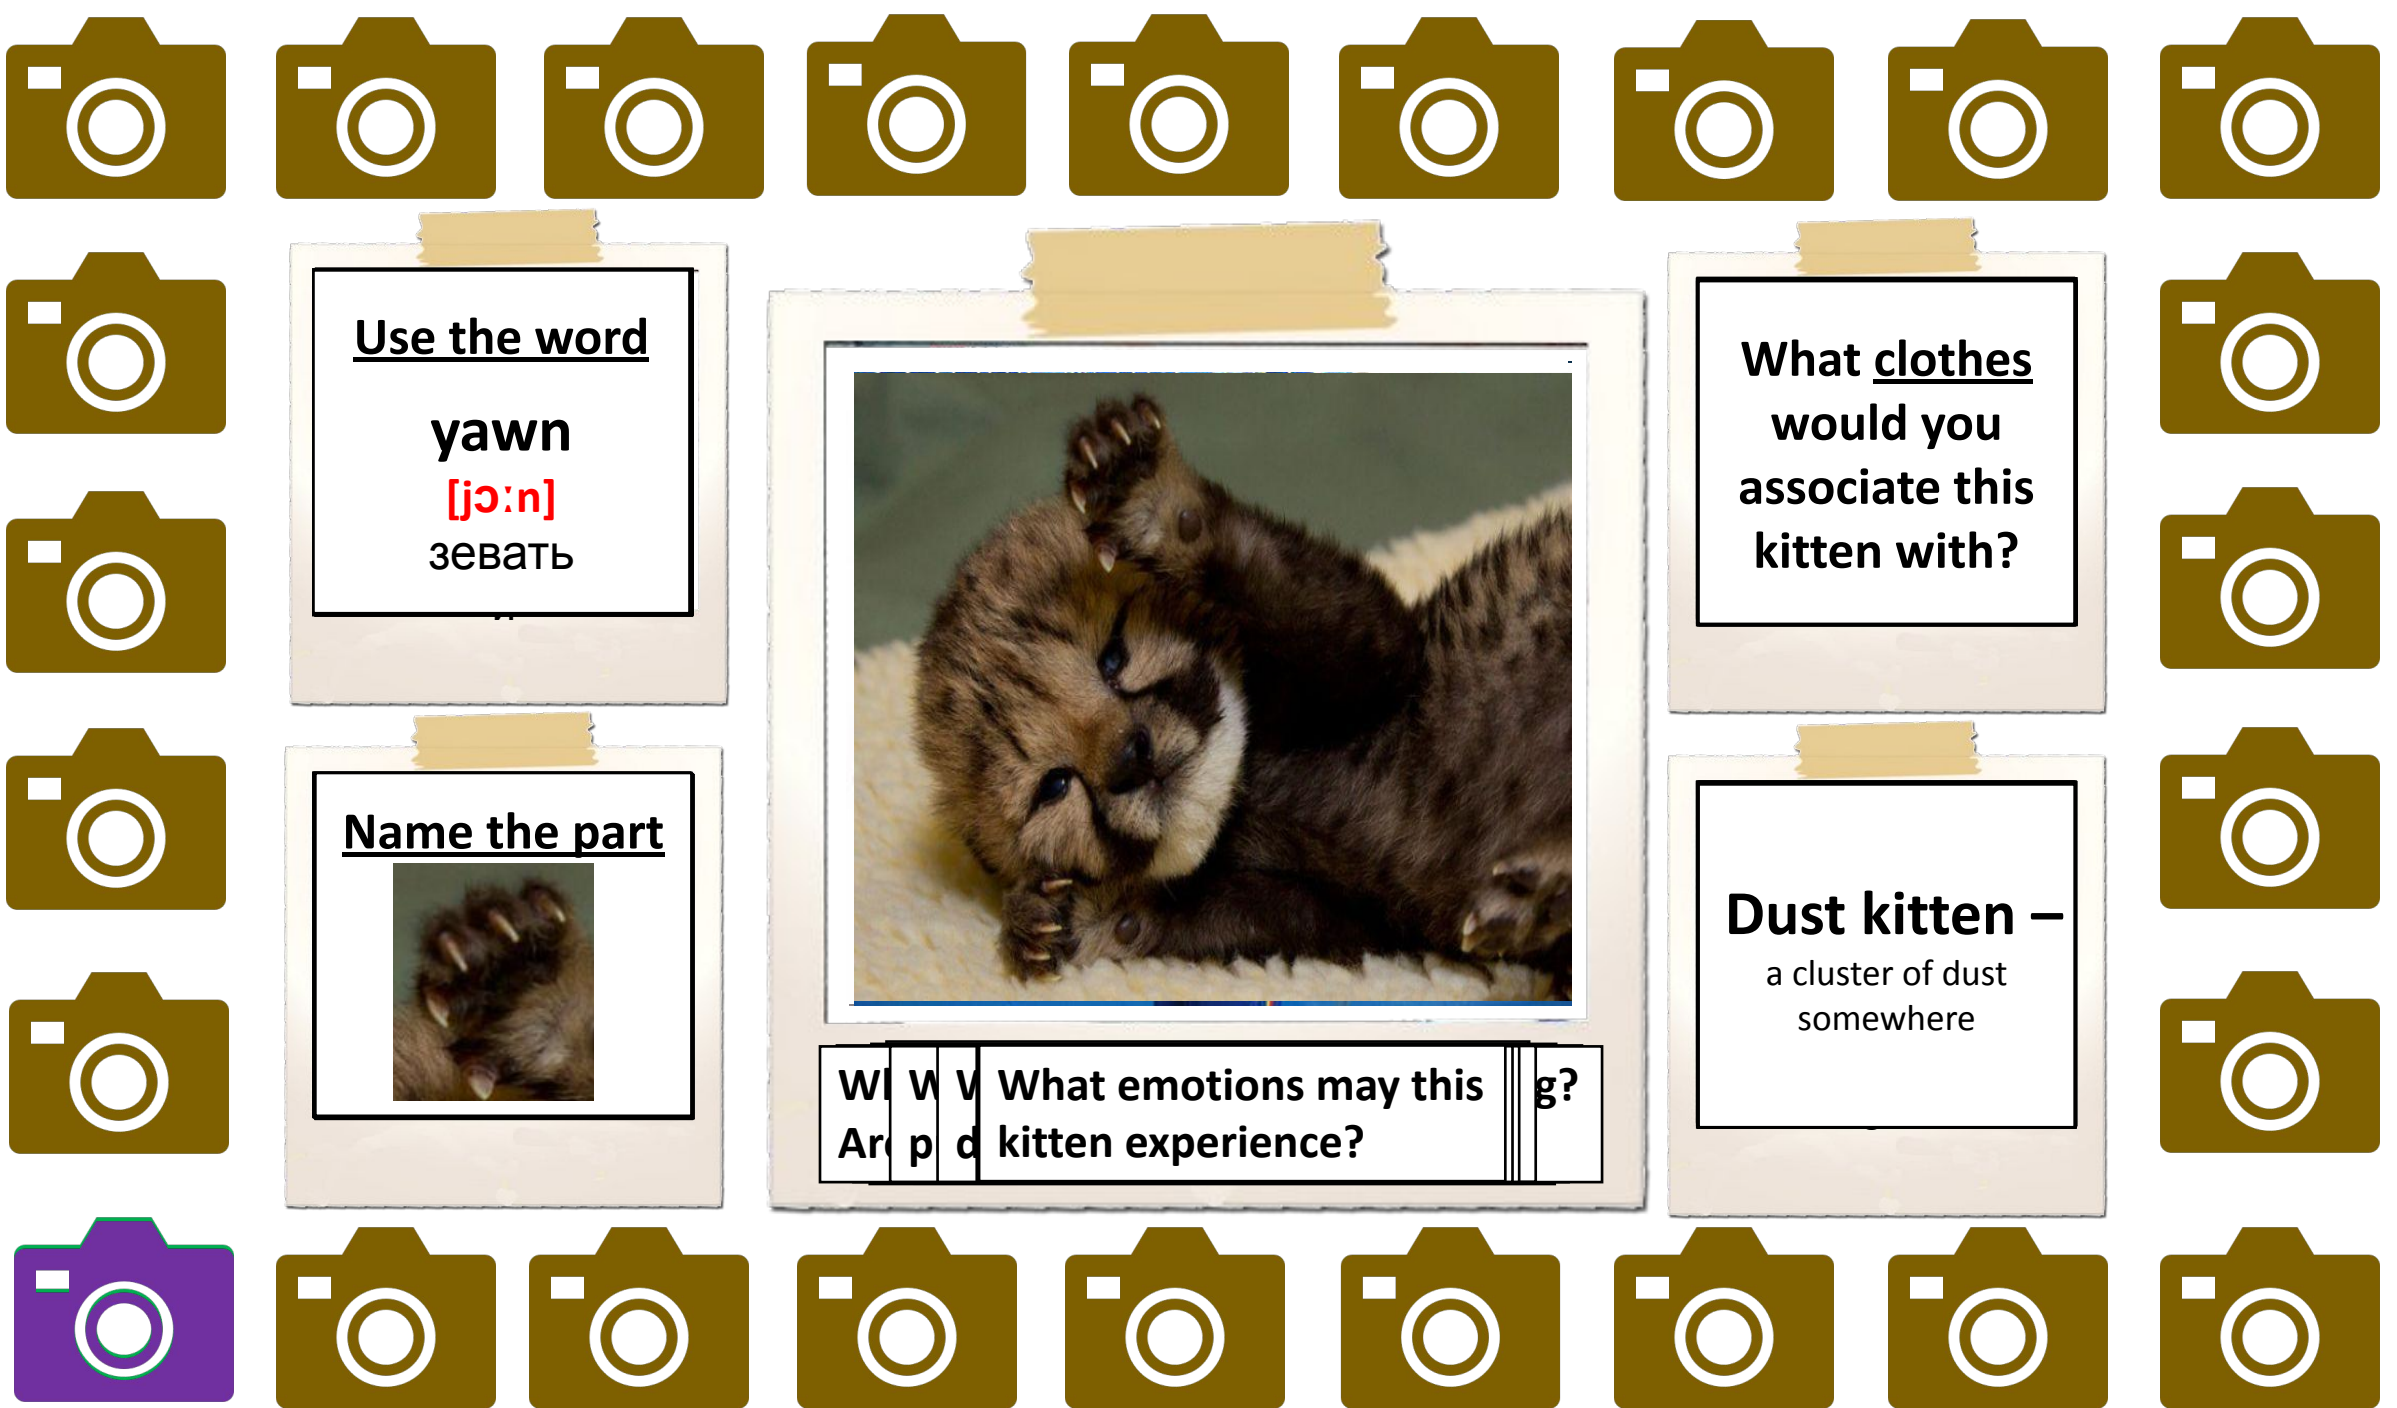 Use the word
yawn
[jɔːn]
зевать
Name the part
What emotions may this
kitten experience?
g?
What clothes
would you
associate this
kitten with?
Dust kitten –
a cluster of dust
somewhere